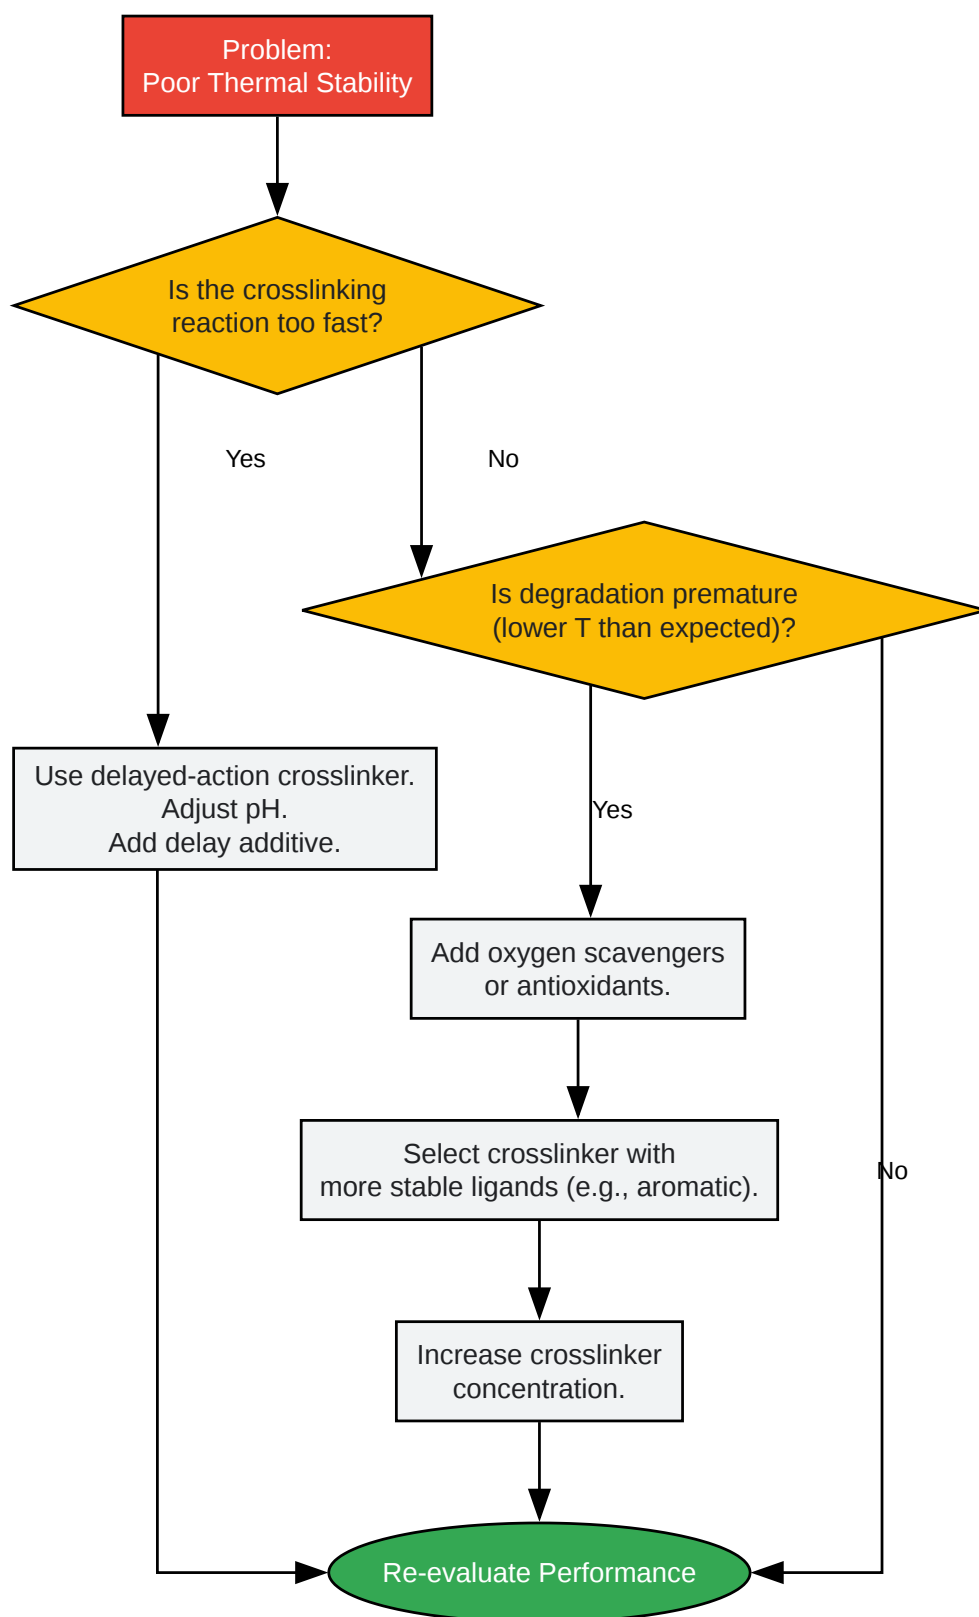 Problem:
Poor Thermal Stability
Is the crosslinking
reaction too fast?
Yes
No
Is degradation premature
(lower T than expected)?
Use delayed-action crosslinker.
Adjust pH.
Add delay additive.
Yes
Add oxygen scavengers
or antioxidants.
Select crosslinker with
more stable ligands (e.g., aromatic).
No
Increase crosslinker
concentration.
Re-evaluate Performance